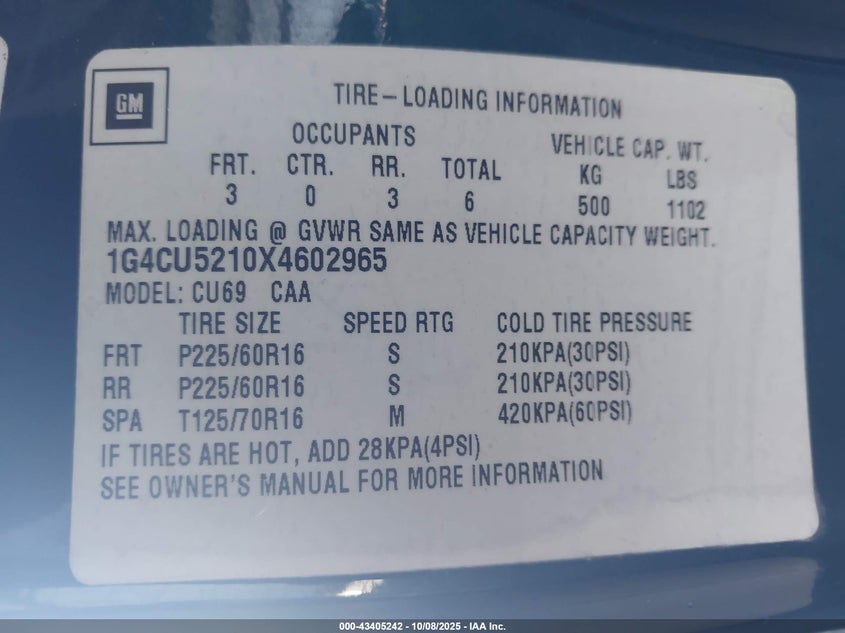 GM
TIRE-LOADING INFORMATION
OCCUPANTS VEHICLE CAP. WT.
FRT. CTR. RR. TOTAL KG LBS
3 0 3 6 500 1102
MAX. LOADING @ GVWR SAME AS VEHICLE CAPACITY WEIGHT.
1G4CU5210X4602965
MODEL: CU69 CAA
TIRE SIZE SPEED RTG COLD TIRE PRESSURE
FRT P225/60R16 S 210KPA(30PSI)
RR P225/60R16 S 210KPA(30PSI)
SPA T125/70R16 M 420KPA(60PSI)
IF TIRES ARE HOT, ADD 28KPA(4PSI)
SEE OWNER'S MANUAL FOR MORE INFORMATION
000-43405242 - 10/08/2025 - IAA Inc.